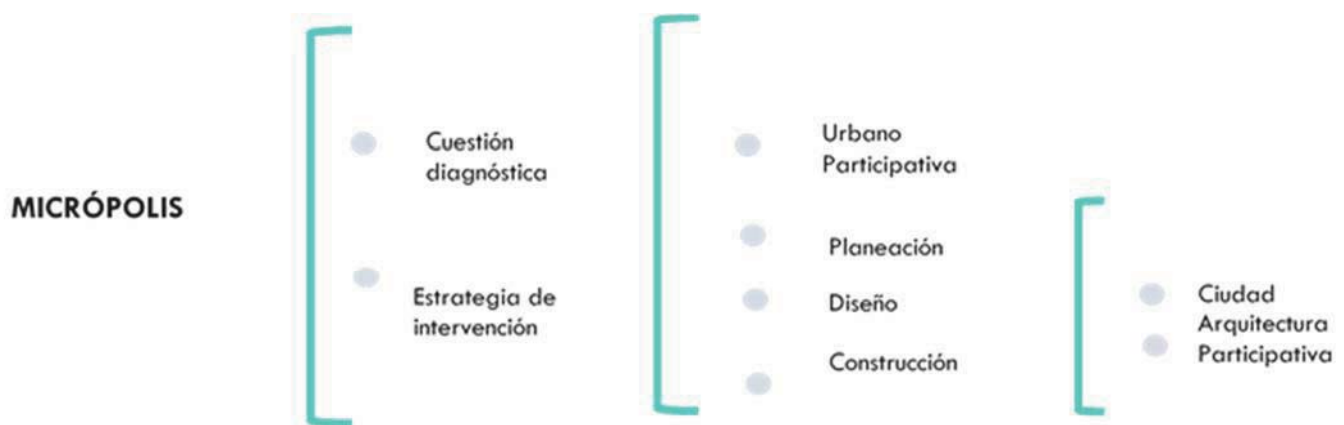 MICRÓPOLIS
Cuestión
diagnóstica
Estrategia de
intervención
Urbano
Participativa
Planeación
Diseño
Construcción
Ciudad
Arquitectura
Participativa